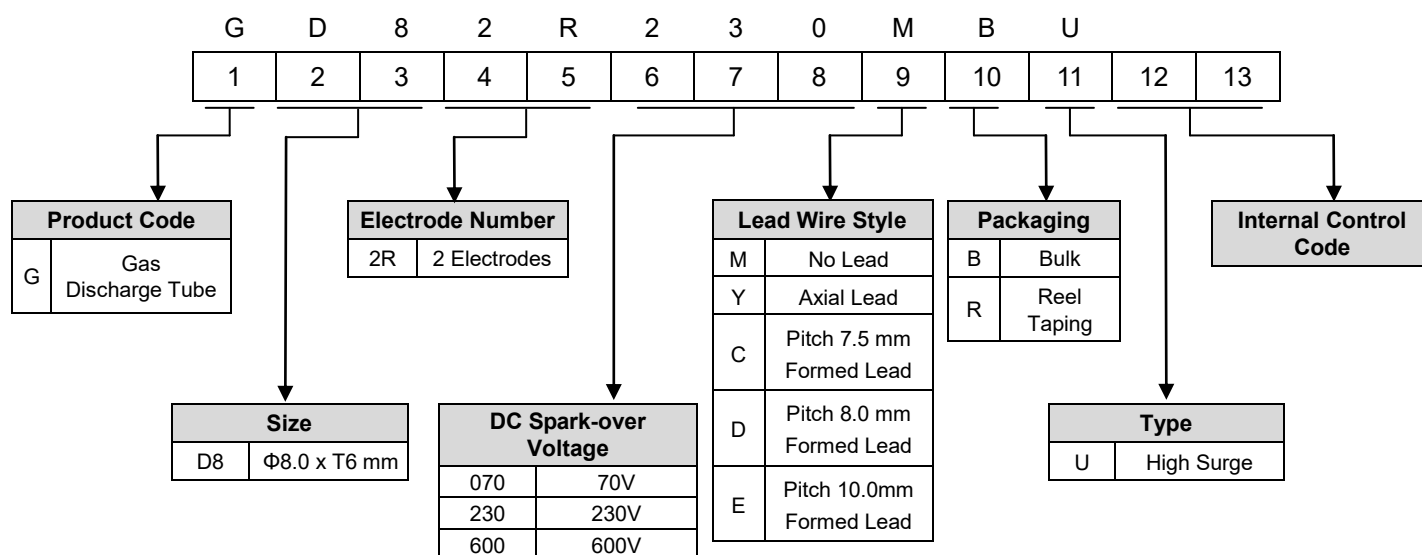 G D 8 2 R 2 3 0 M B U
1 2 3 4 5 6 7 8 9 10 11 12 13
Product Code
G Gas
Discharge Tube
Electrode Number
2R 2 Electrodes
Lead Wire Style
M No Lead
Y Axial Lead
C Pitch 7.5 mm
Formed Lead
D Pitch 8.0 mm
Formed Lead
E Pitch 10.0mm
Formed Lead
Packaging
B Bulk
R Reel
Taping
Internal Control
Code
Size
D8 Φ8.0 x T6 mm
DC Spark-over
Voltage
070 70V
230 230V
600 600V
Type
U High Surge